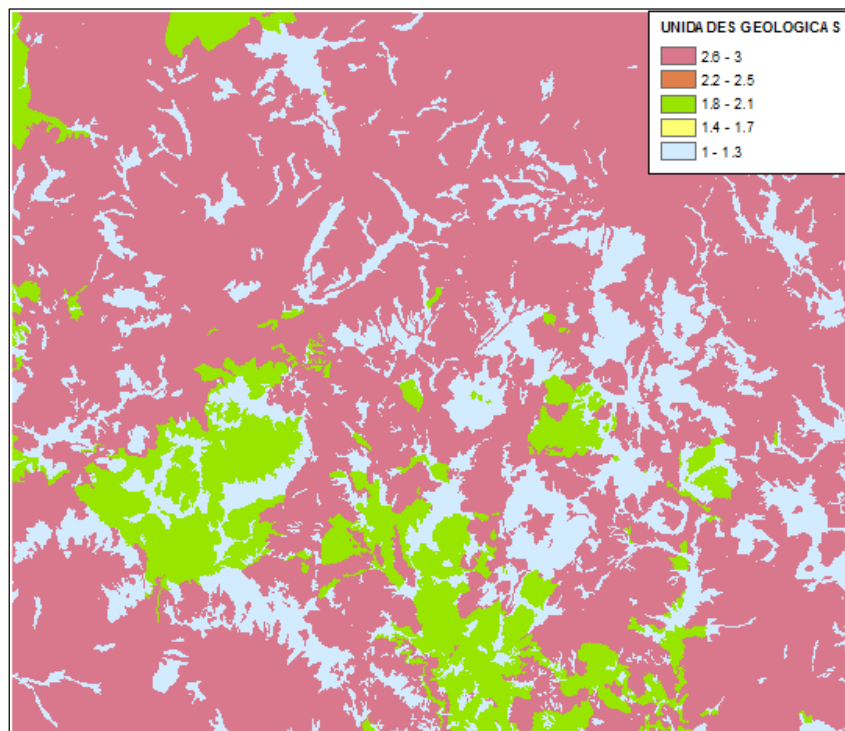 UNIDADES GEOLOGICAS
2.6 - 3
2.2 - 2.5
1.8 - 2.1
1.4 - 1.7
1 - 1.3